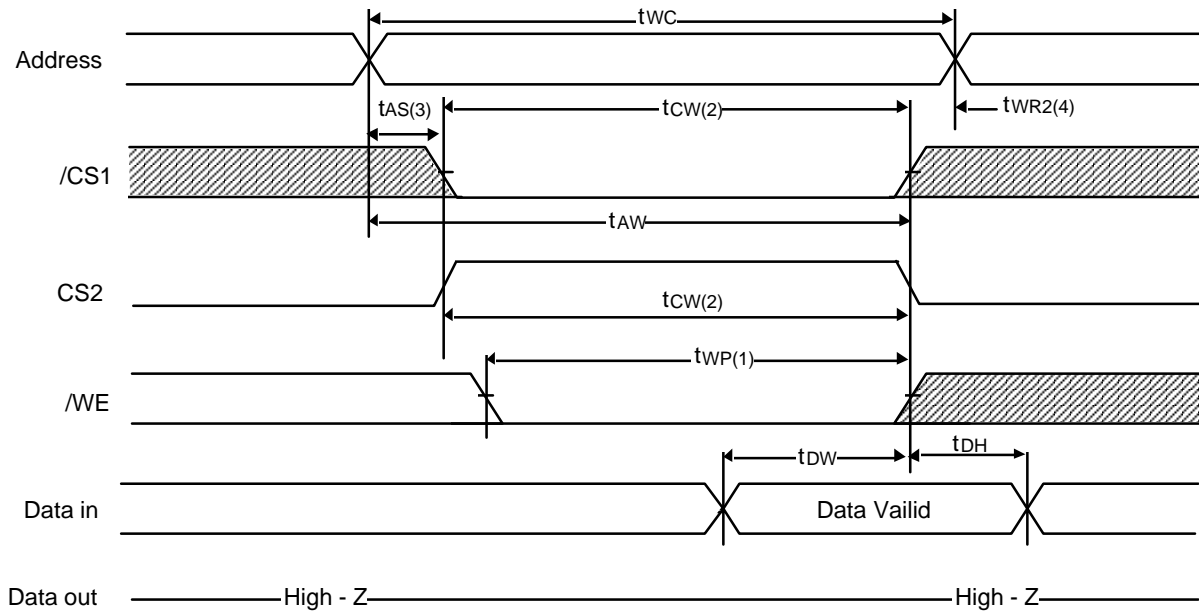 tWC
Address
tAS(3)
tCW(2)
tWR2(4)
/CS1
tAW
CS2
tCW(2)
tWP(1)
/WE
tDW
tDH
Data in
Data Vailid
Data out
High - Z
High - Z